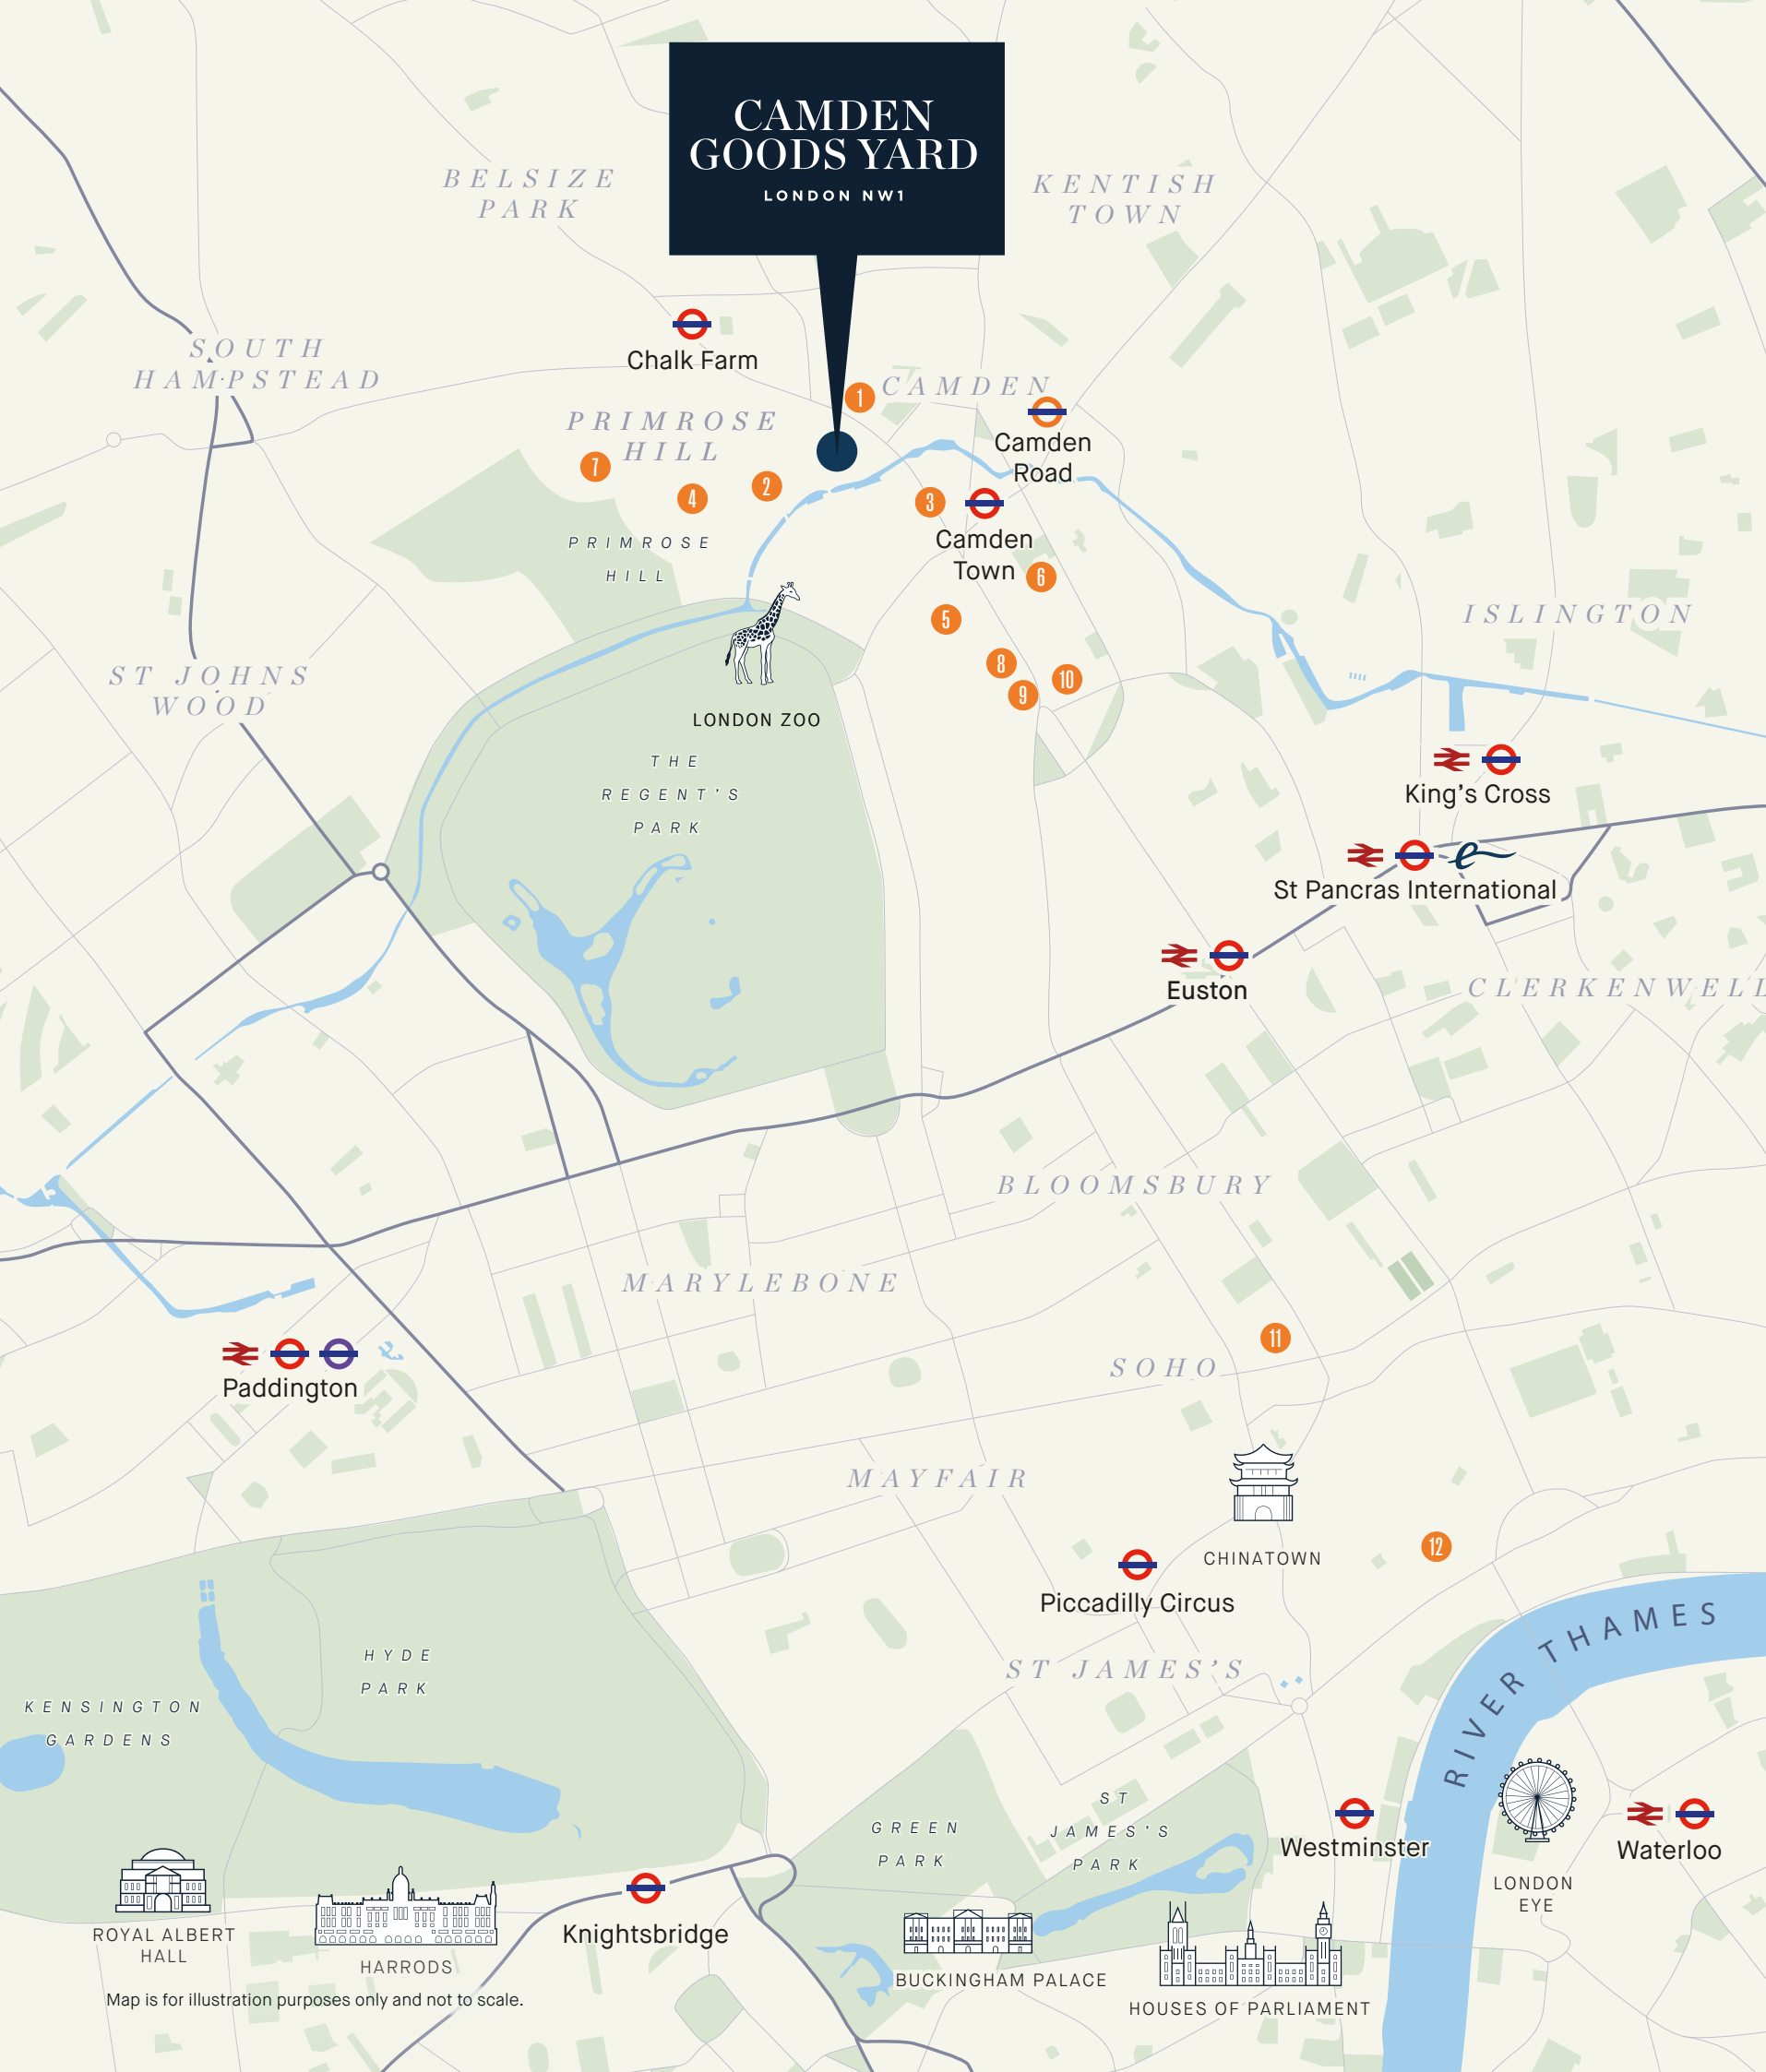 CAMDEN
GOODS YARD
LONDON NW1
BELSIZE
PARK
KENTISH
TOWN
SOUTH
HAMPSTEAD
Chalk Farm
1
CAMDEN
PRIMROSE
HILL
Camden
Road
7
4
2
3
PRIMROSE
HILL
Camden
Town
6
5
ISLINGTON
8
10
9
ST JOHNS
WOOD
LONDON ZOO
THE
REGENT'S
PARK
King's Cross
St Pancras International
e
Euston
CLERKENWELL
BLOOMSBURY
MARYLEBONE
11
SOHO
Paddington
MAYFAIR
CHINATOWN
12
Piccadilly Circus
RIVER THAMES
HYDE
PARK
ST JAMES'S
KENSINGTON
GARDENS
ST
JAMES'S
PARK
GREEN
PARK
Westminster
Waterloo
LONDON
EYE
ROYAL ALBERT
HALL
HARRODS
Knightsbridge
BUCKINGHAM PALACE
HOUSES OF PARLIAMENT
Map is for illustration purposes only and not to scale.